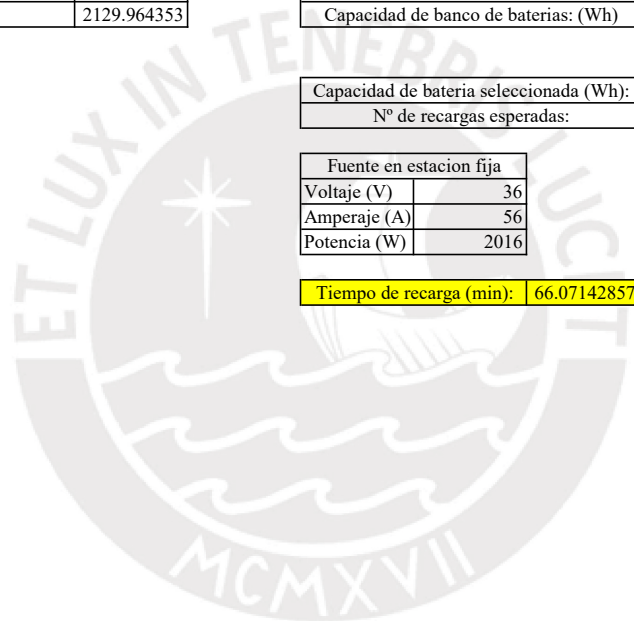 2129.964353
Capacidad de banco de baterias: (Wh)
Capacidad de bateria seleccionada (Wh):
Nº de recargas esperadas:
Fuente en estacion fija
Voltaje (V) 36
Amperaje (A) 56
Potencia (W) 2016
Tiempo de recarga (min): 66.07142857
ET LUX IN TENEBRIS LUCET
MCMXVII